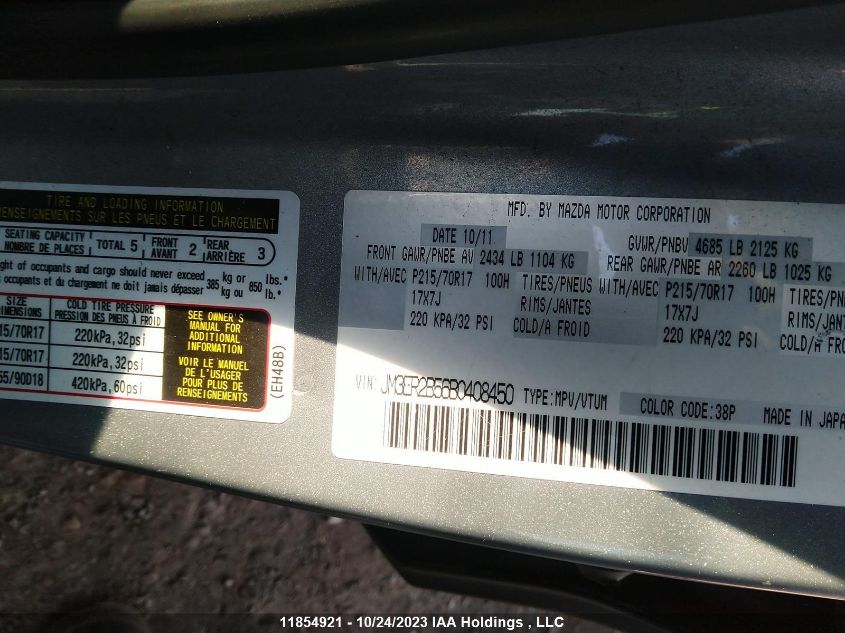 TIRE AND LOADING INFORMATION
RENSEIGNEMENTS SUR LES PNEUS ET LE CHARGEMENT
SEATING CAPACITY
NOMBRE DE PLACES
TOTAL 5
FRONT
AVANT 2
REAR
ARRIÈRE 3
of occupants and cargo should never exceed 385 kg or 850 lbs.
occupants et du chargement ne doit jamais dépasser kg ou lb.
SIZE
COLD TIRE PRESSURE
PRESSION DES PNEUS À FROID
15/70R17 220kPa, 32psi
15/70R17 220kPa, 32psi
55/90D18 420kPa, 60psi
SEE OWNER'S
MANUAL FOR
ADDITIONAL
INFORMATION
VOIR LE MANUEL
DE L'USAGER
POUR PLUS DE
RENSEIGNEMENTS
(EH48B)
MFD. BY MAZDA MOTOR CORPORATION
DATE 10/11 GVWR/PNBV 4685 LB 2125 KG
FRONT GAWR/PNBE AV 2434 LB 1104 KG REAR GAWR/PNBE AR 2260 LB 1025 KG
WITH/AVEC P215/70R17 100H TIRES/PNEUS WITH/AVEC P215/70R17 100H TIRES/PNE
17X7J RIMS/JANTES 17X7J RIMS/JANTES
220 KPA/32 PSI COLD/A FROID 220 KPA/32 PSI COLD/A FROI
VIN: JM3ER2B56B0408450 TYPE:MPV/VTUM COLOR CODE:38P MADE IN JAPA
11854921 - 10/24/2023 IAA Holdings , LLC